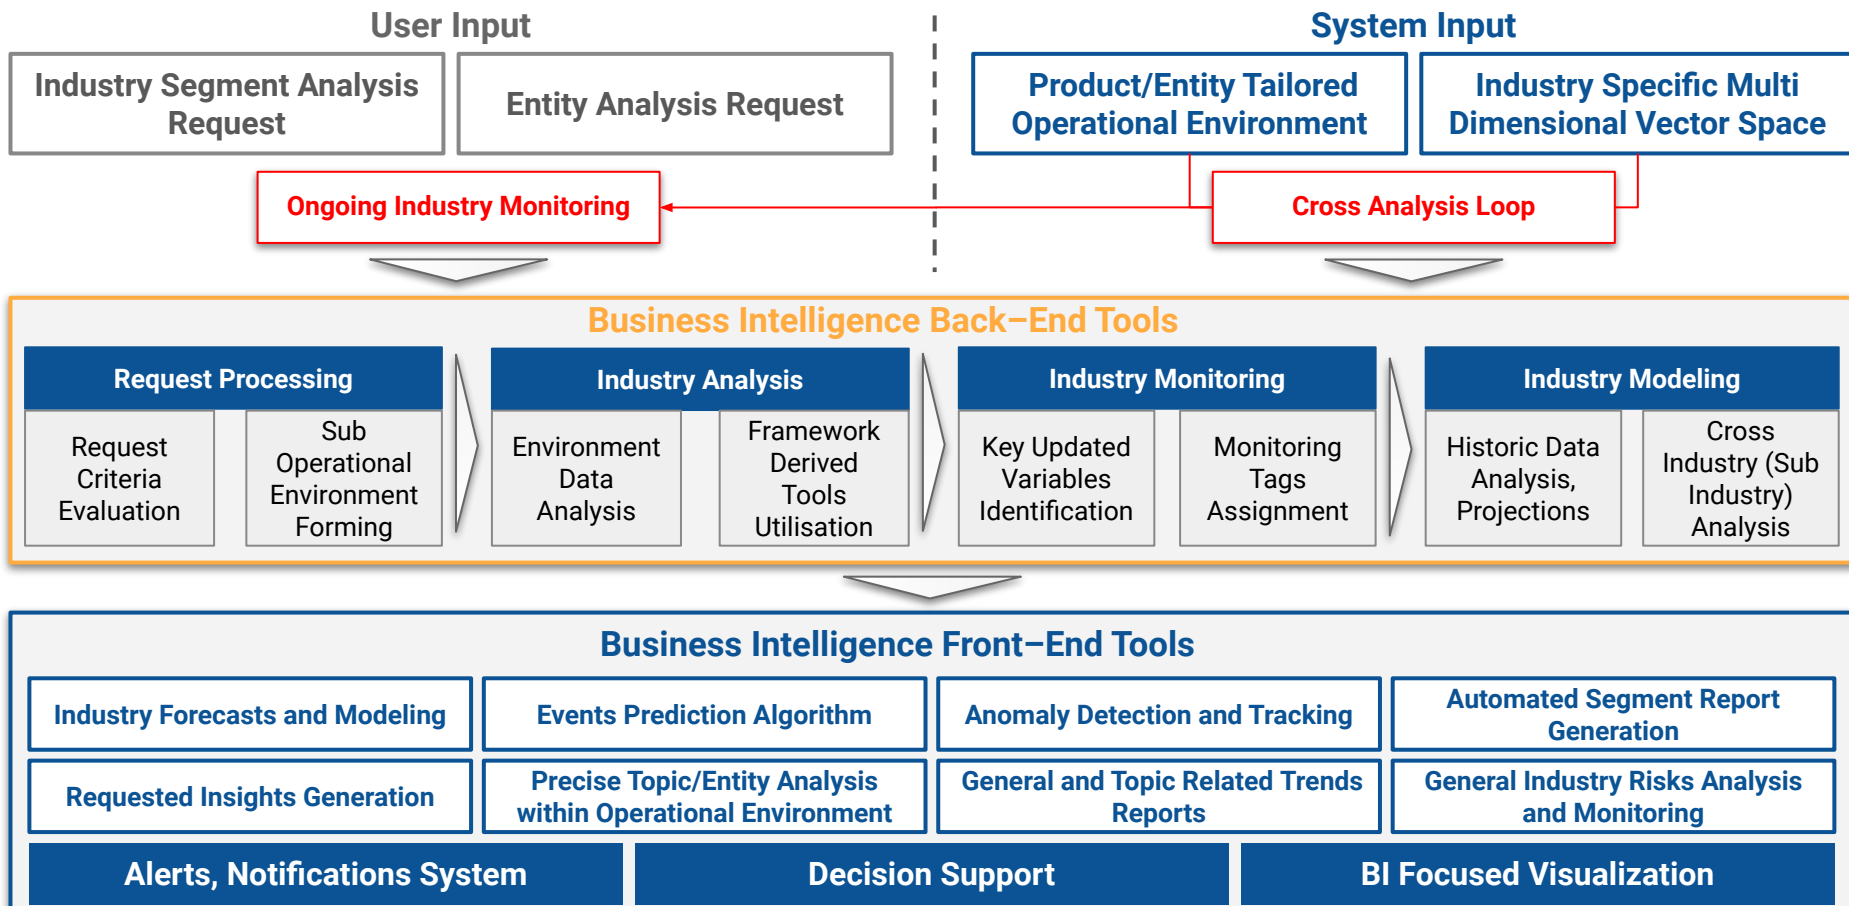 User Input
System Input
Industry Segment Analysis
Request
Entity Analysis Request
Product/Entity Tailored
Operational Environment
Industry Specific Multi
Dimensional Vector Space
Ongoing Industry Monitoring
Cross Analysis Loop
Business Intelligence Back–End Tools
Request Processing
Request
Criteria
Evaluation
Sub
Operational
Environment
Forming
Industry Analysis
Environment
Data
Analysis
Framework
Derived
Tools
Utilisation
Industry Monitoring
Key Updated
Variables
Identification
Monitoring
Tags
Assignment
Industry Modeling
Historic Data
Analysis,
Projections
Cross
Industry (Sub
Industry)
Analysis
Business Intelligence Front–End Tools
Industry Forecasts and Modeling
Events Prediction Algorithm
Anomaly Detection and Tracking
Automated Segment Report
Generation
Requested Insights Generation
Precise Topic/Entity Analysis
within Operational Environment
General and Topic Related Trends
Reports
General Industry Risks Analysis
and Monitoring
Alerts, Notifications System
Decision Support
BI Focused Visualization